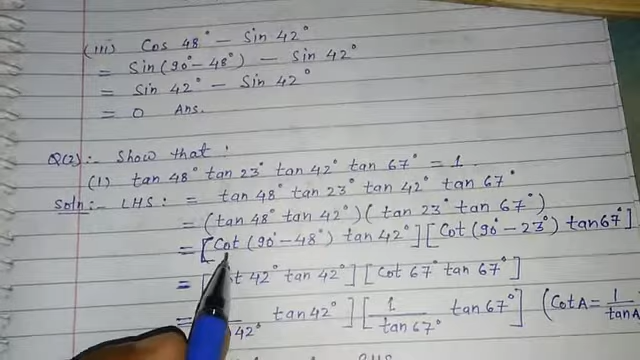 (iii) Cos 48° − Sin 42°
= Sin(90°− 48°) − Sin 42°
= Sin 42° − Sin 42°
= 0 Ans.
Q(2):- Show that :
(1) tan 48° tan 23° tan 42° tan 67° = 1.
Soln:- LHS: = tan 48° tan 23° tan 42° tan 67°
= (tan 48° tan 42°)( tan 23° tan 67°)
= [Cot (90°− 48°) tan 42°] [Cot (90°− 23°) tan 67°]
= [ t 42° tan 42°] [Cot 67° tan 67°]
= 42° tan 42° ] [ 1/tan 67° tan 67°] (Cot A = 1/tan A